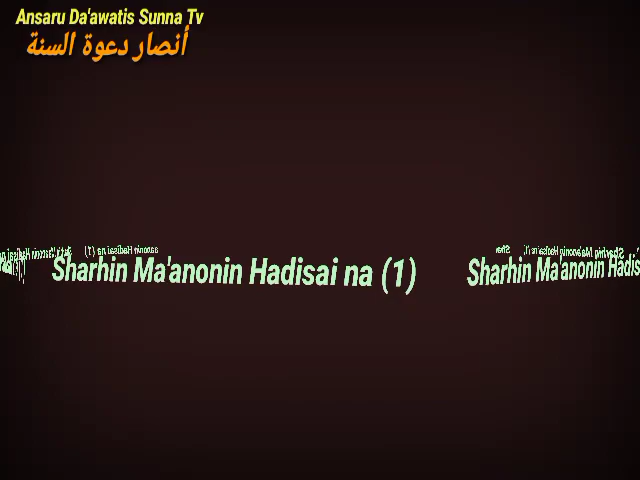 Ansaru Da'awatis Sunna Tv
أنصار دعوة السنة
Sharhin Ma'anonin Hadisai na (1)
Sharhin Ma'anonin Hadis